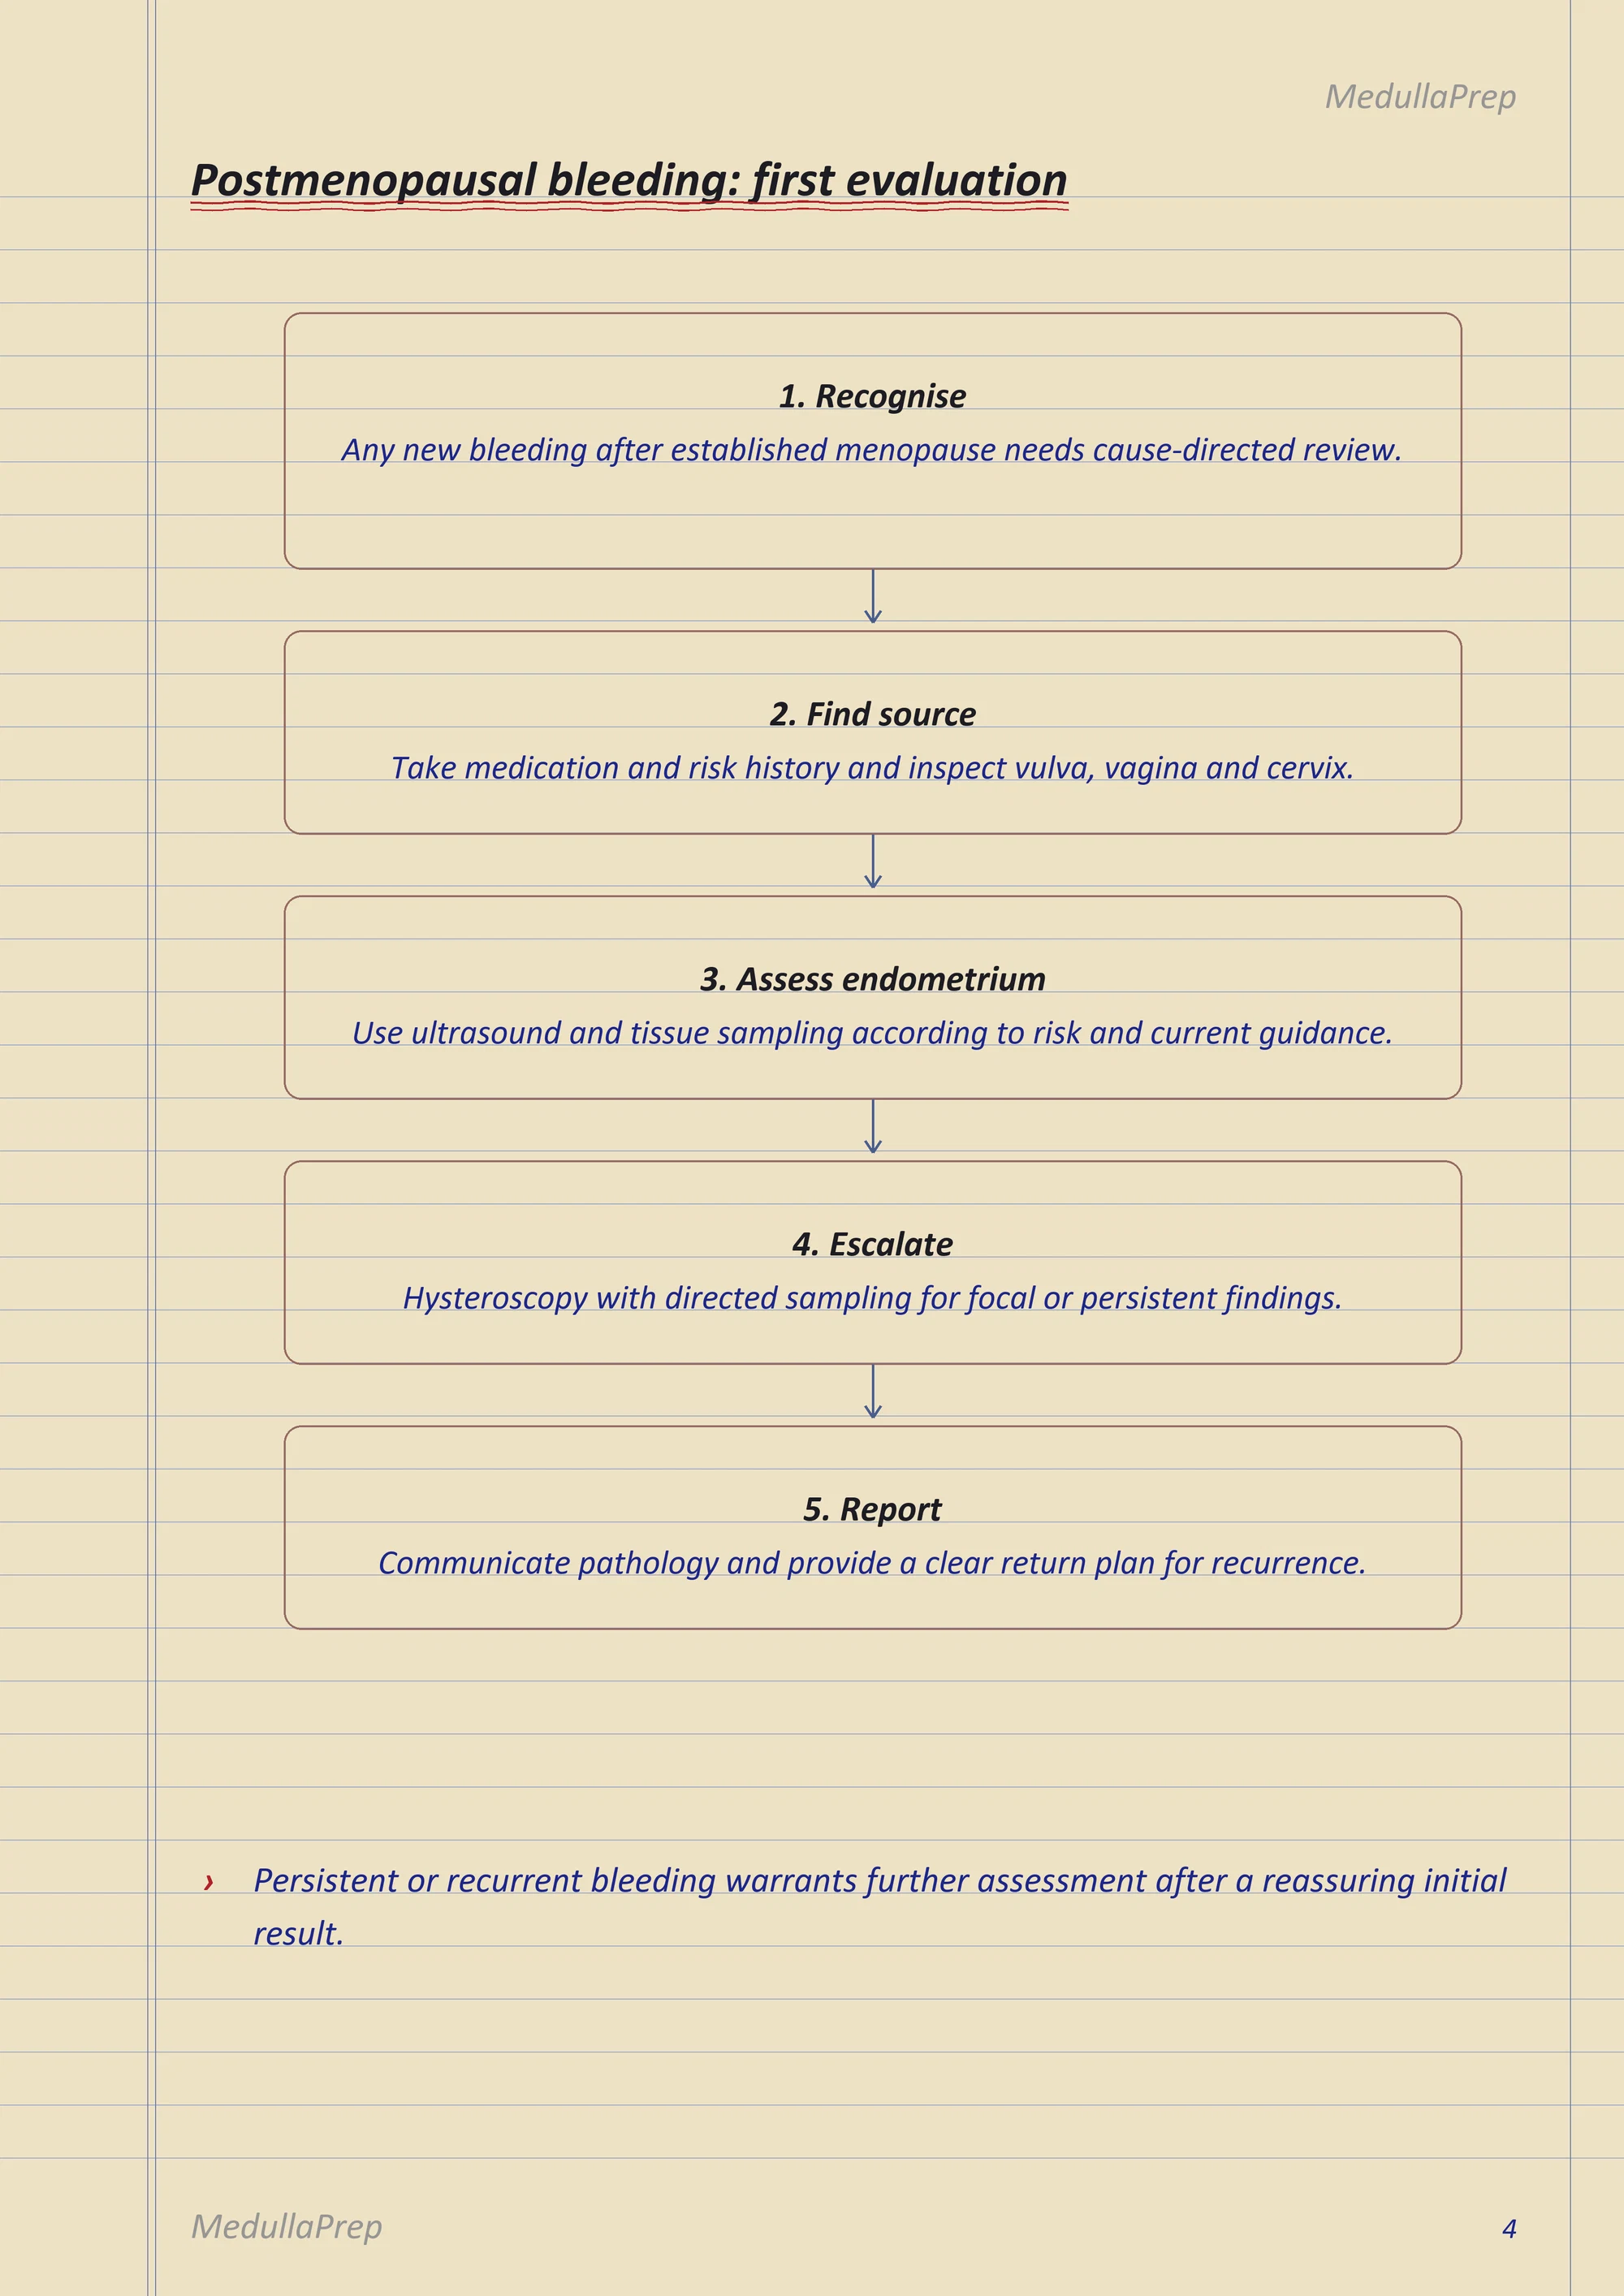 MedullaPrep
Postmenopausal bleeding: first evaluation
1. Recognise
Any new bleeding after established menopause needs cause-directed review.
2. Find source
Take medication and risk history and inspect vulva, vagina and cervix.
3. Assess endometrium
Use ultrasound and tissue sampling according to risk and current guidance.
4. Escalate
Hysteroscopy with directed sampling for focal or persistent findings.
5. Report
Communicate pathology and provide a clear return plan for recurrence.
› Persistent or recurrent bleeding warrants further assessment after a reassuring initial
result.
MedullaPrep
4